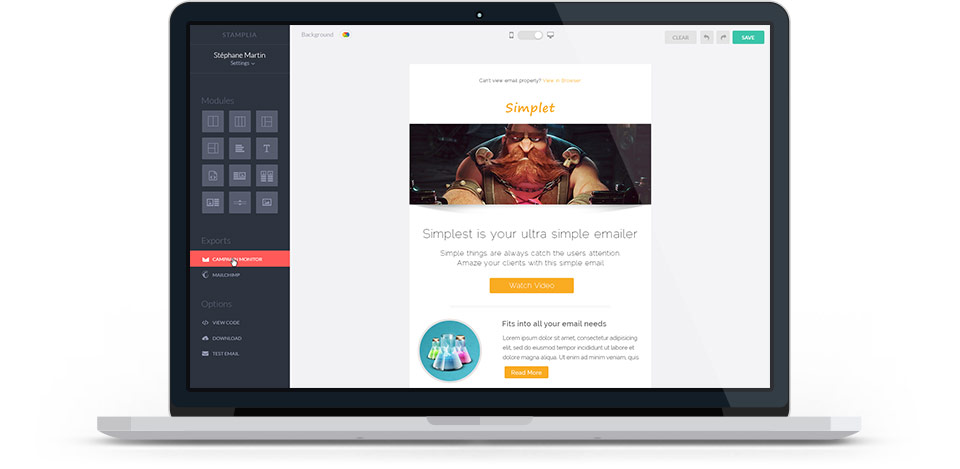 STAMPLIA
Stéphane Martin
Settings
Modules
T
Exports
CAMPAIGN MONITOR
MAILCHIMP
Options
VIEW CODE
DOWNLOAD
TEST EMAIL
Background
CLEAR
SAVE
Can't view email property? View in Browser
Simplet
Simplest is your ultra simple emailer
Simple things are always catch the users attention
Amaze your clients with this simple email
Watch Video
Fits into all your email needs
Lorem ipsum dolor sit amet, consectetur adipisicing
elit, sed do eiusmod tempor incididunt ut labore et
dolore magna aliqua. Ut enim ad minim veniam, quis
Read More